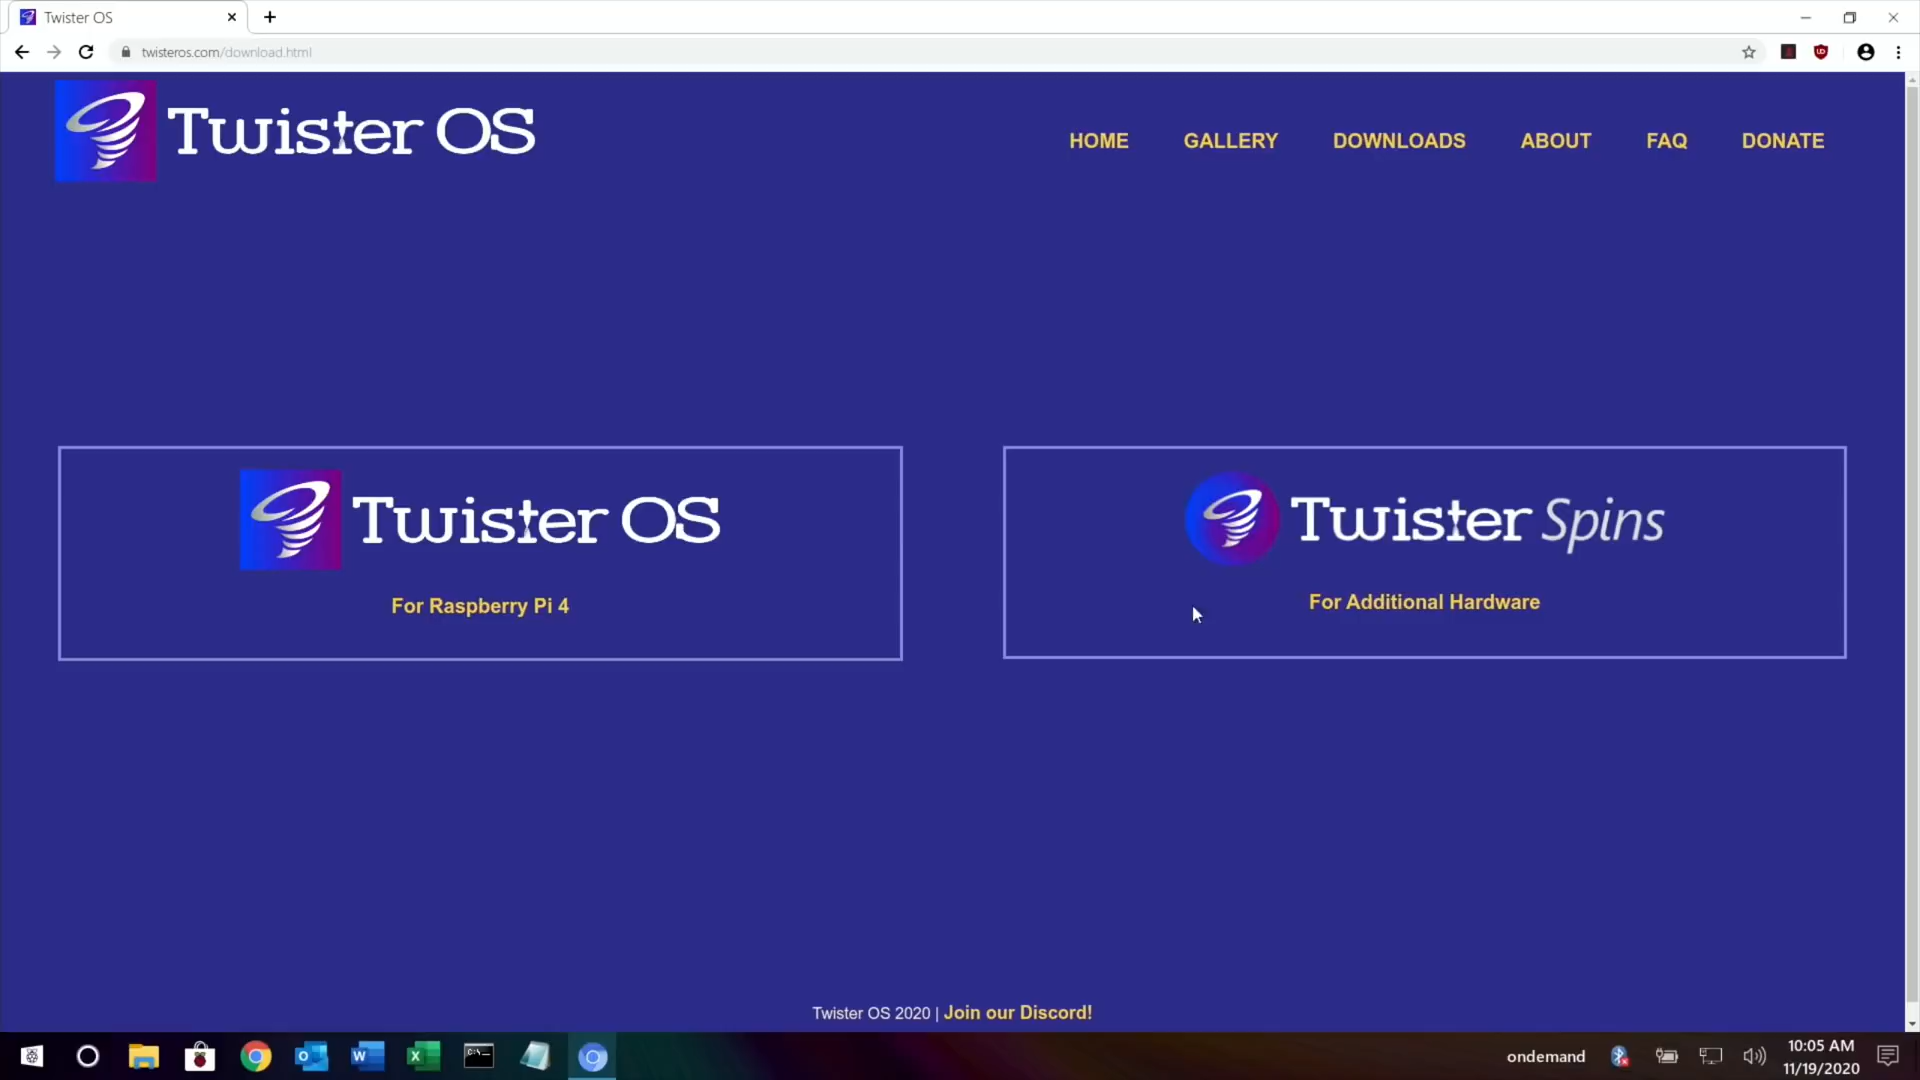 Twister OS
twisteros.com/download.html
Twister OS
HOME GALLERY DOWNLOADS ABOUT FAQ DONATE
Twister OS
For Raspberry Pi 4
Twister Spins
For Additional Hardware
Twister OS 2020 | Join our Discord!
ondemand
10:05 AM
11/19/2020